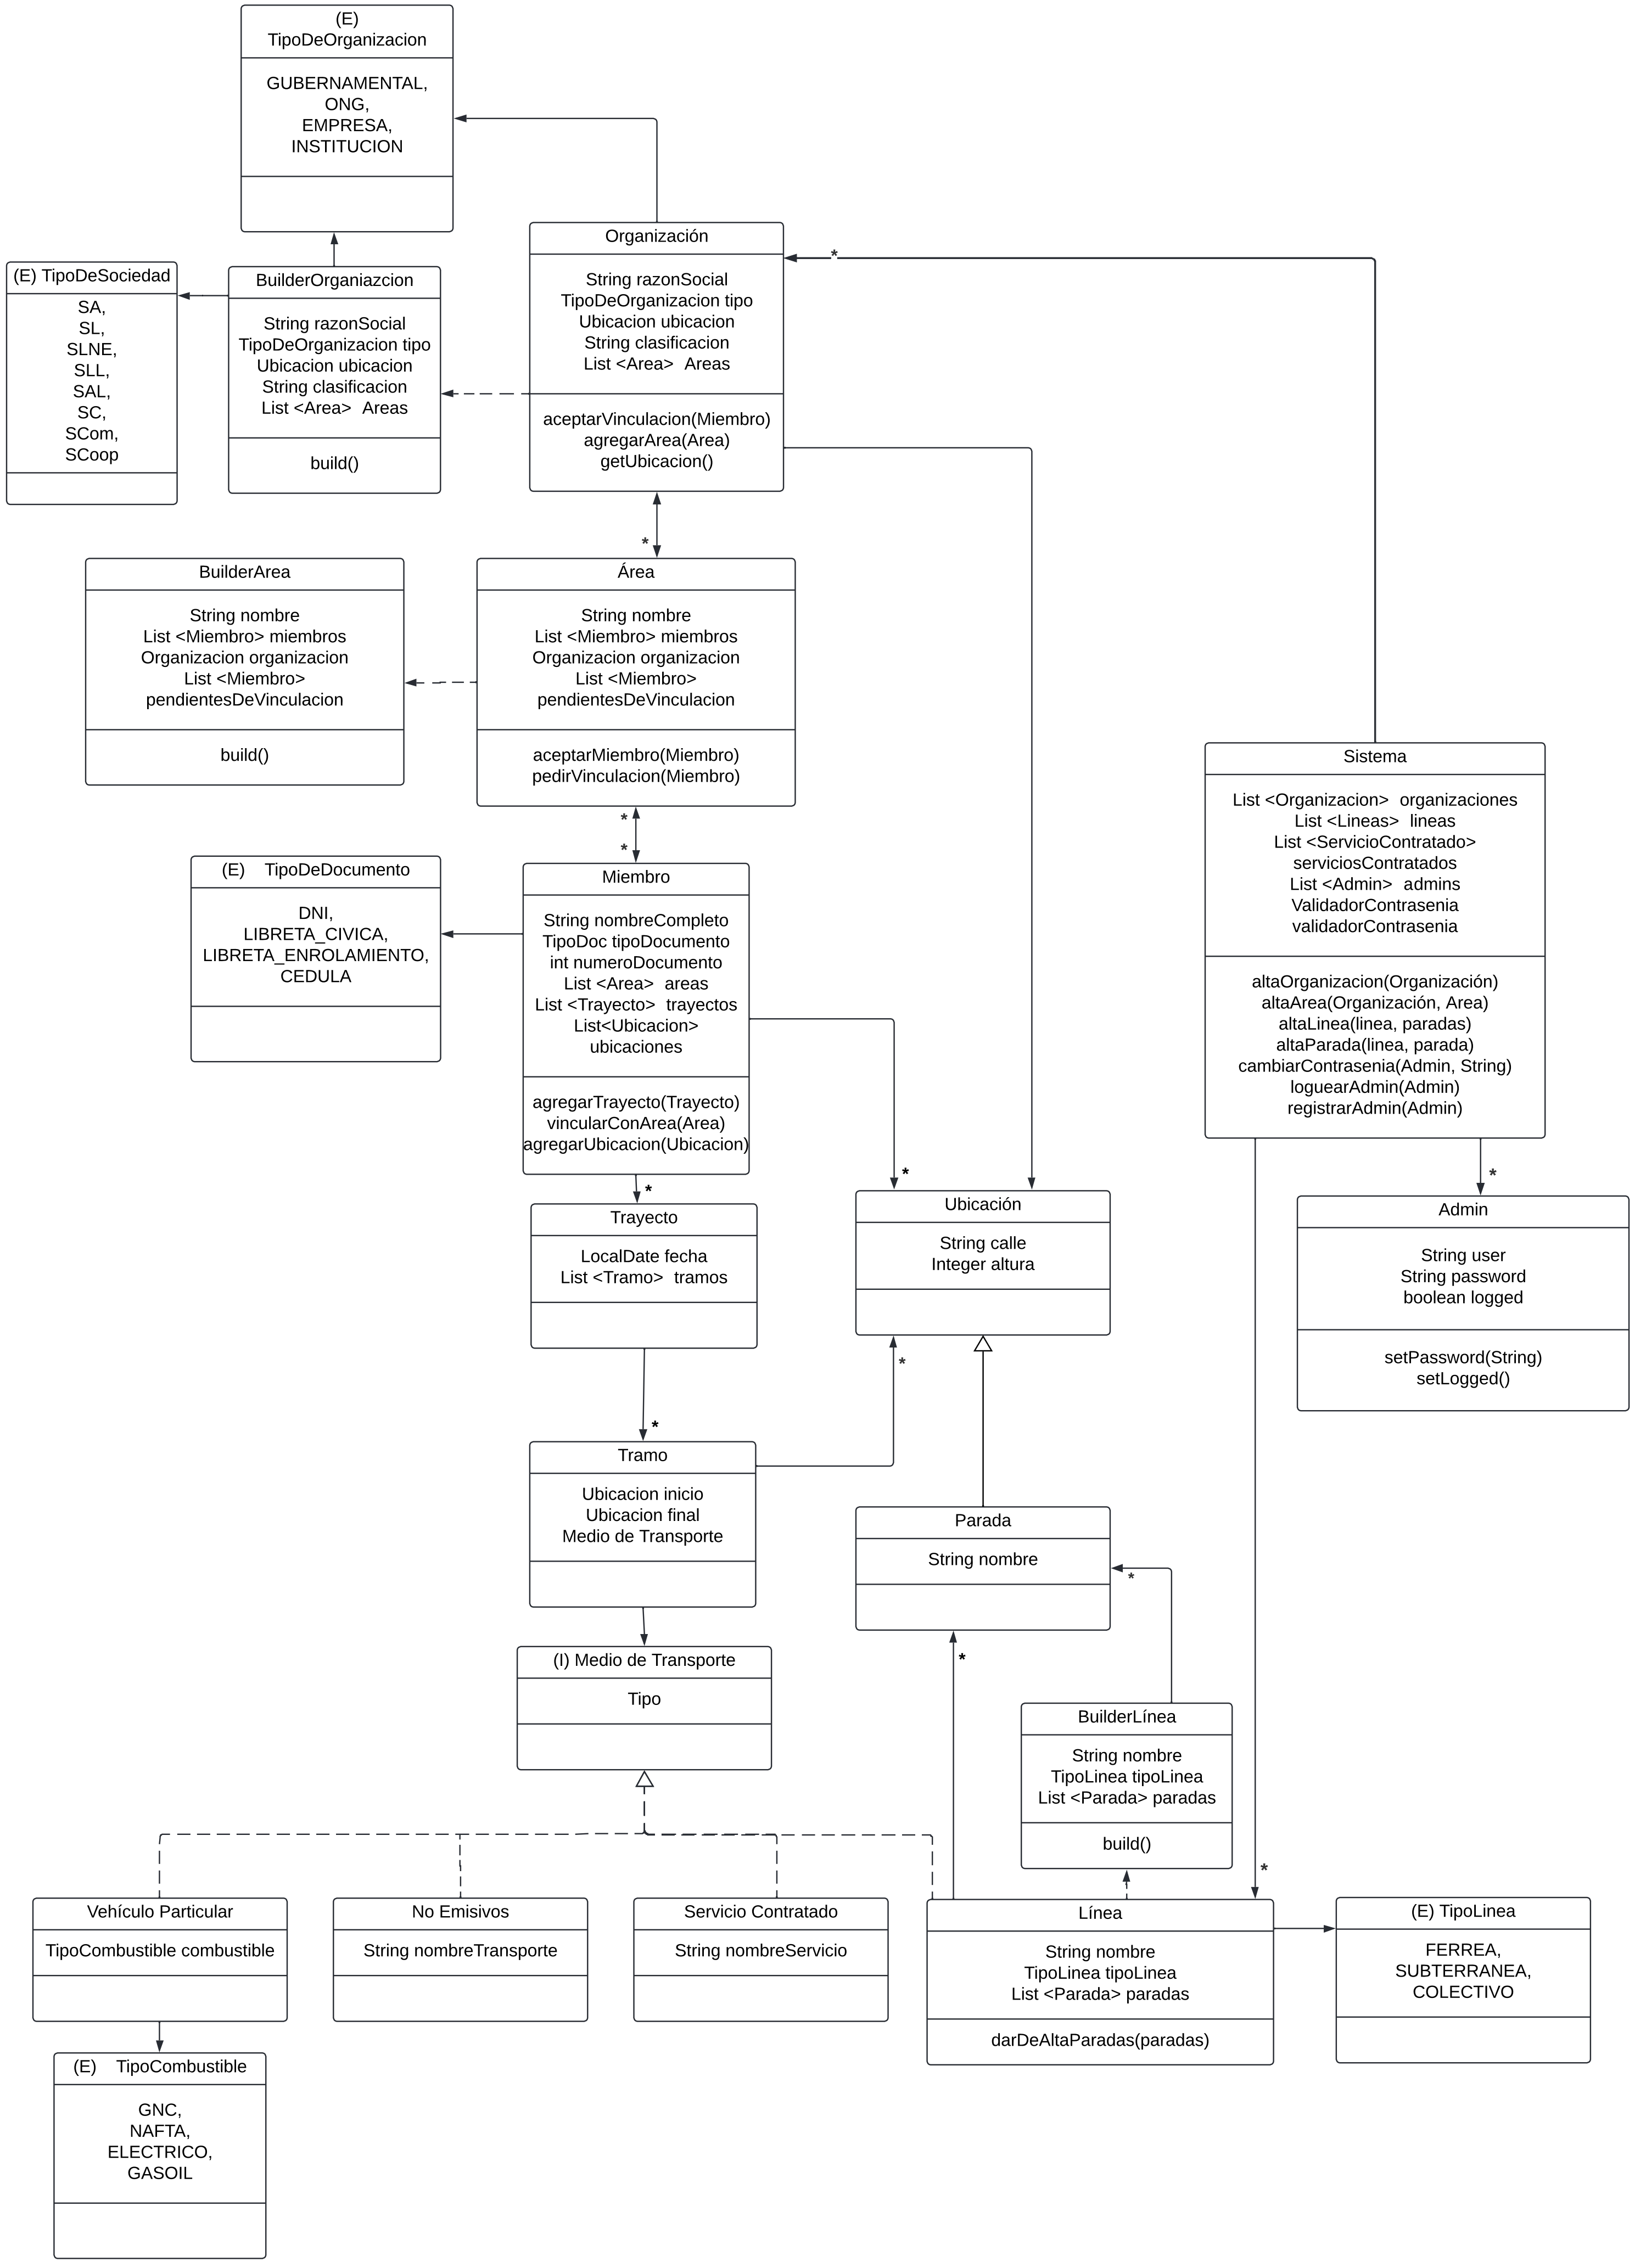 (E)
TipoDeOrganizacion
GUBERNAMENTAL,
ONG,
EMPRESA,
INSTITUCION
Organización
String razonSocial
TipoDeOrganizacion tipo
Ubicacion ubicacion
String clasificacion
List <Area> Areas
aceptarVinculacion(Miembro)
agregarArea(Area)
getUbicacion()
*
(E) TipoDeSociedad
SA,
SL,
SLNE,
SLL,
SAL,
SC,
SCom,
SCoop
BuilderOrganiazcion
String razonSocial
TipoDeOrganizacion tipo
Ubicacion ubicacion
String clasificacion
List <Area> Areas
build()
*
BuilderArea
String nombre
List <Miembro> miembros
Organizacion organizacion
List <Miembro>
pendientesDeVinculacion
build()
Área
String nombre
List <Miembro> miembros
Organizacion organizacion
List <Miembro>
pendientesDeVinculacion
aceptarMiembro(Miembro)
pedirVinculacion(Miembro)
*
*
Sistema
List <Organizacion> organizaciones
List <Lineas> lineas
List <ServicioContratado>
serviciosContratados
List <Admin> admins
ValidadorContrasenia
validadorContrasenia
altaOrganizacion(Organización)
altaArea(Organización, Area)
altaLinea(linea, paradas)
altaParada(linea, parada)
cambiarContrasenia(Admin, String)
loguearAdmin(Admin)
registrarAdmin(Admin)
(E) TipoDeDocumento
DNI,
LIBRETA_CIVICA,
LIBRETA_ENROLAMIENTO,
CEDULA
Miembro
String nombreCompleto
TipoDoc tipoDocumento
int numeroDocumento
List <Area> areas
List <Trayecto> trayectos
List<Ubicacion>
ubicaciones
agregarTrayecto(Trayecto)
vincularConArea(Area)
agregarUbicacion(Ubicacion)
*
*
*
Trayecto
LocalDate fecha
List <Tramo> tramos
Ubicación
String calle
Integer altura
Admin
String user
String password
boolean logged
setPassword(String)
setLogged()
*
*
Tramo
Ubicacion inicio
Ubicacion final
Medio de Transporte
Parada
String nombre
*
*
(I) Medio de Transporte
Tipo
BuilderLínea
String nombre
TipoLinea tipoLinea
List <Parada> paradas
build()
*
Vehículo Particular
TipoCombustible combustible
No Emisivos
String nombreTransporte
Servicio Contratado
String nombreServicio
Línea
String nombre
TipoLinea tipoLinea
List <Parada> paradas
darDeAltaParadas(paradas)
(E) TipoLinea
FERREA,
SUBTERRANEA,
COLECTIVO
(E) TipoCombustible
GNC,
NAFTA,
ELECTRICO,
GASOIL